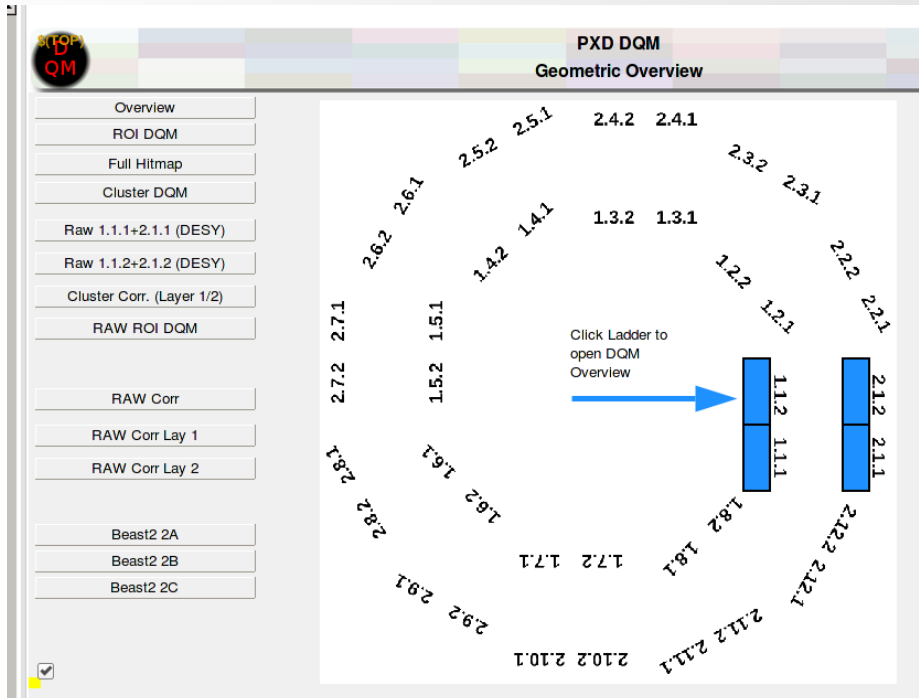 $(TOP)
D
QM
PXD DQM
Geometric Overview
Overview
ROI DQM
Full Hitmap
Cluster DQM
Raw 1.1.1+2.1.1 (DESY)
Raw 1.1.2+2.1.2 (DESY)
Cluster Corr. (Layer 1/2)
RAW ROI DQM
RAW Corr
RAW Corr Lay 1
RAW Corr Lay 2
Beast2 2A
Beast2 2B
Beast2 2C
2.5.2 2.5.1
2.4.2 2.4.1
2.3.2 2.3.1
2.6.2 2.6.1
1.4.2 1.4.1
1.3.2 1.3.1
1.2.2 1.2.1
2.2.2 2.2.1
2.7.2 2.7.1
1.5.2 1.5.1
Click Ladder to
open DQM
Overview
1.1.2 1.1.1
2.1.2 2.1.1
2.8.1 2.8.2
1.6.1 1.6.2
1.7.1 1.7.2
1.8.1 1.8.2
2.12.2 2.12.1
2.9.1 2.9.2
2.10.1 2.10.2
2.11.1 2.11.2